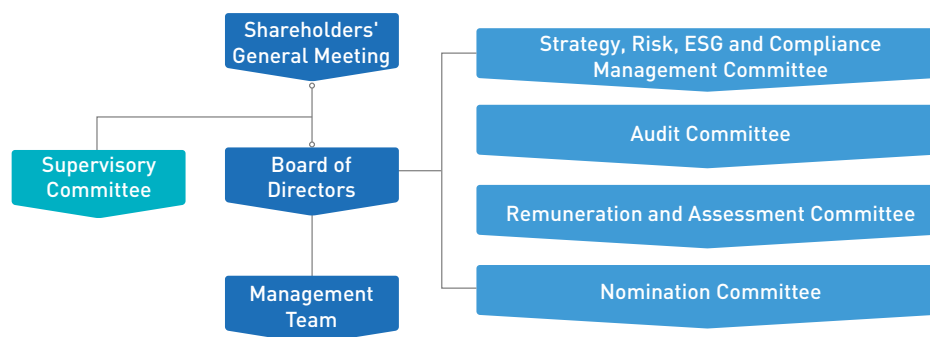 Shareholders'
General Meeting
Supervisory
Committee
Board of
Directors
Management
Team
Strategy, Risk, ESG and Compliance
Management Committee
Audit Committee
Remuneration and Assessment Committee
Nomination Committee